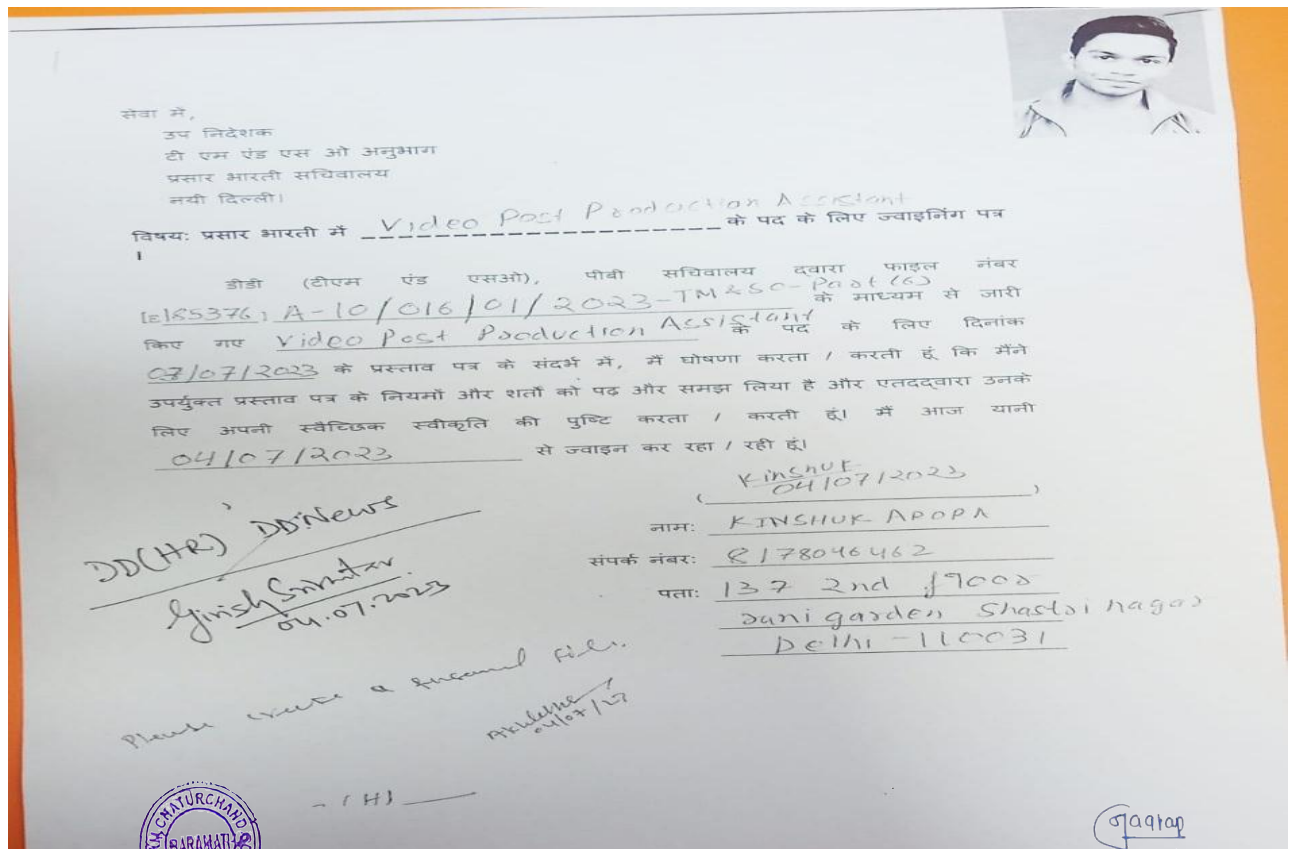 सेवा में,
उप निदेशक
टी एम एंड एस ओ अनुभाग
प्रसार भारती सचिवालय
नयी दिल्ली।
विषय: प्रसार भारती में Video Post Production Assistant के पद के लिए ज्वाइनिंग पत्र
।
डीडी (टीएम एंड एसओ), पीबी सचिवालय द्वारा फाइल नंबर
[E185376] A-10/016/01/2023-TM&SO-Part(6) के माध्यम से जारी
किए गए Video Post Production Assistant के पद के लिए दिनांक
07/07/2023 के प्रस्ताव पत्र के संदर्भ में, मैं घोषणा करता / करती हूं कि मैंने
उपर्युक्त प्रस्ताव पत्र के नियमों और शर्तों को पढ़ और समझ लिया है और एतदद्वारा उनके
लिए अपनी स्वैच्छिक स्वीकृति की पुष्टि करता / करती हूं। मैं आज यानी
04/07/2023 से ज्वाइन कर रहा / रही हूं।
Kinshuk
( 04/07/2023 )
नाम: KINSHUK ARORA
संपर्क नंबर: 8178046462
पता: 137 2nd floor
rani garden Shastri nagar
Delhi - 110031
DD(HR) DD News
04.07.2023
Please create a file.
04/07/23
- (H)
CHATURCHAND
BARAMATI